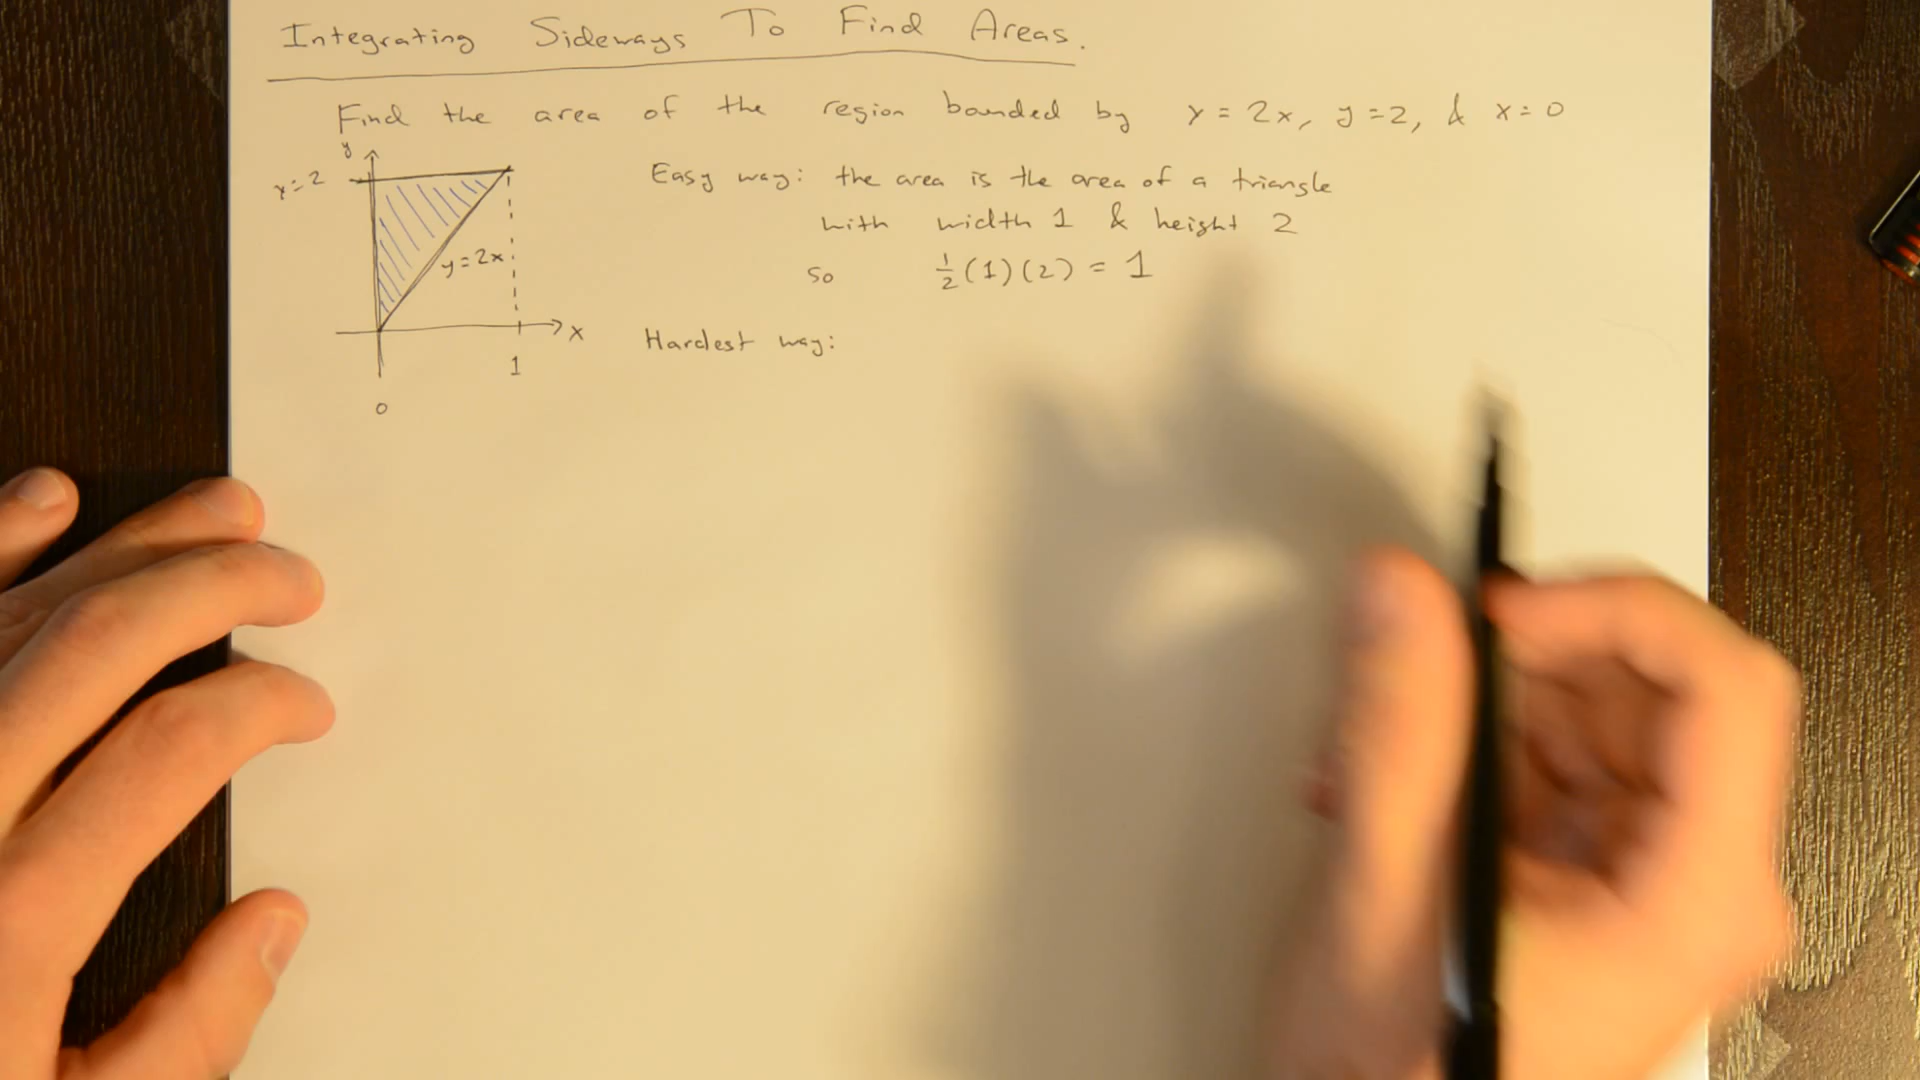 Integrating Sideways To Find Areas.
Find the area of the region bounded by y = 2x, y = 2, & x = 0
y
y = 2
y = 2x
x
1
0
Easy way: the area is the area of a triangle
with width 1 & height 2
So ½(1)(2) = 1
Hardest way: